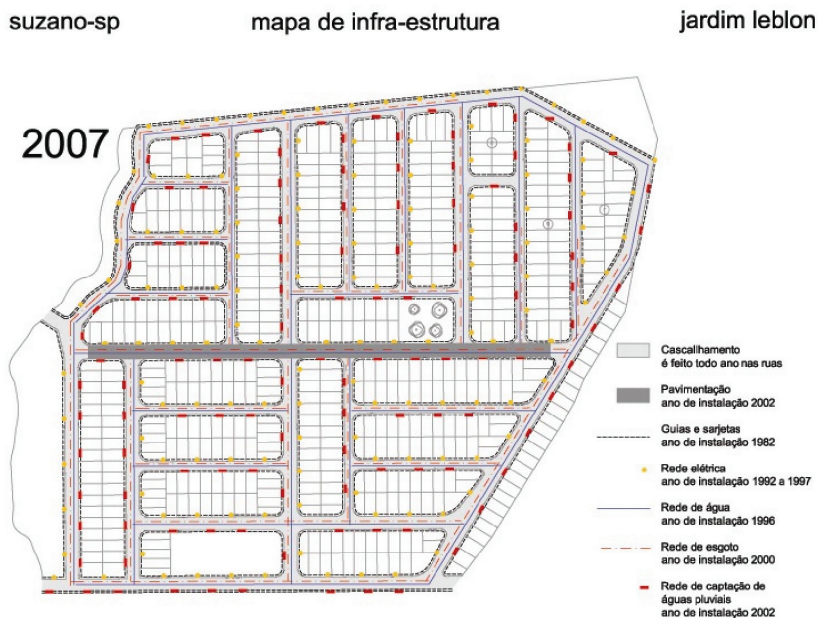 suzano-sp
mapa de infra-estrutura
jardim leblon
2007
Cascalhamento
é feito todo ano nas ruas
Pavimentação
ano de instalação 2002
Guias e sarjetas
ano de instalação 1982
Rede elétrica
ano de instalação 1992 a 1997
Rede de água
ano de instalação 1996
Rede de esgoto
ano de instalação 2000
Rede de captação de
águas pluviais
ano de instalação 2002